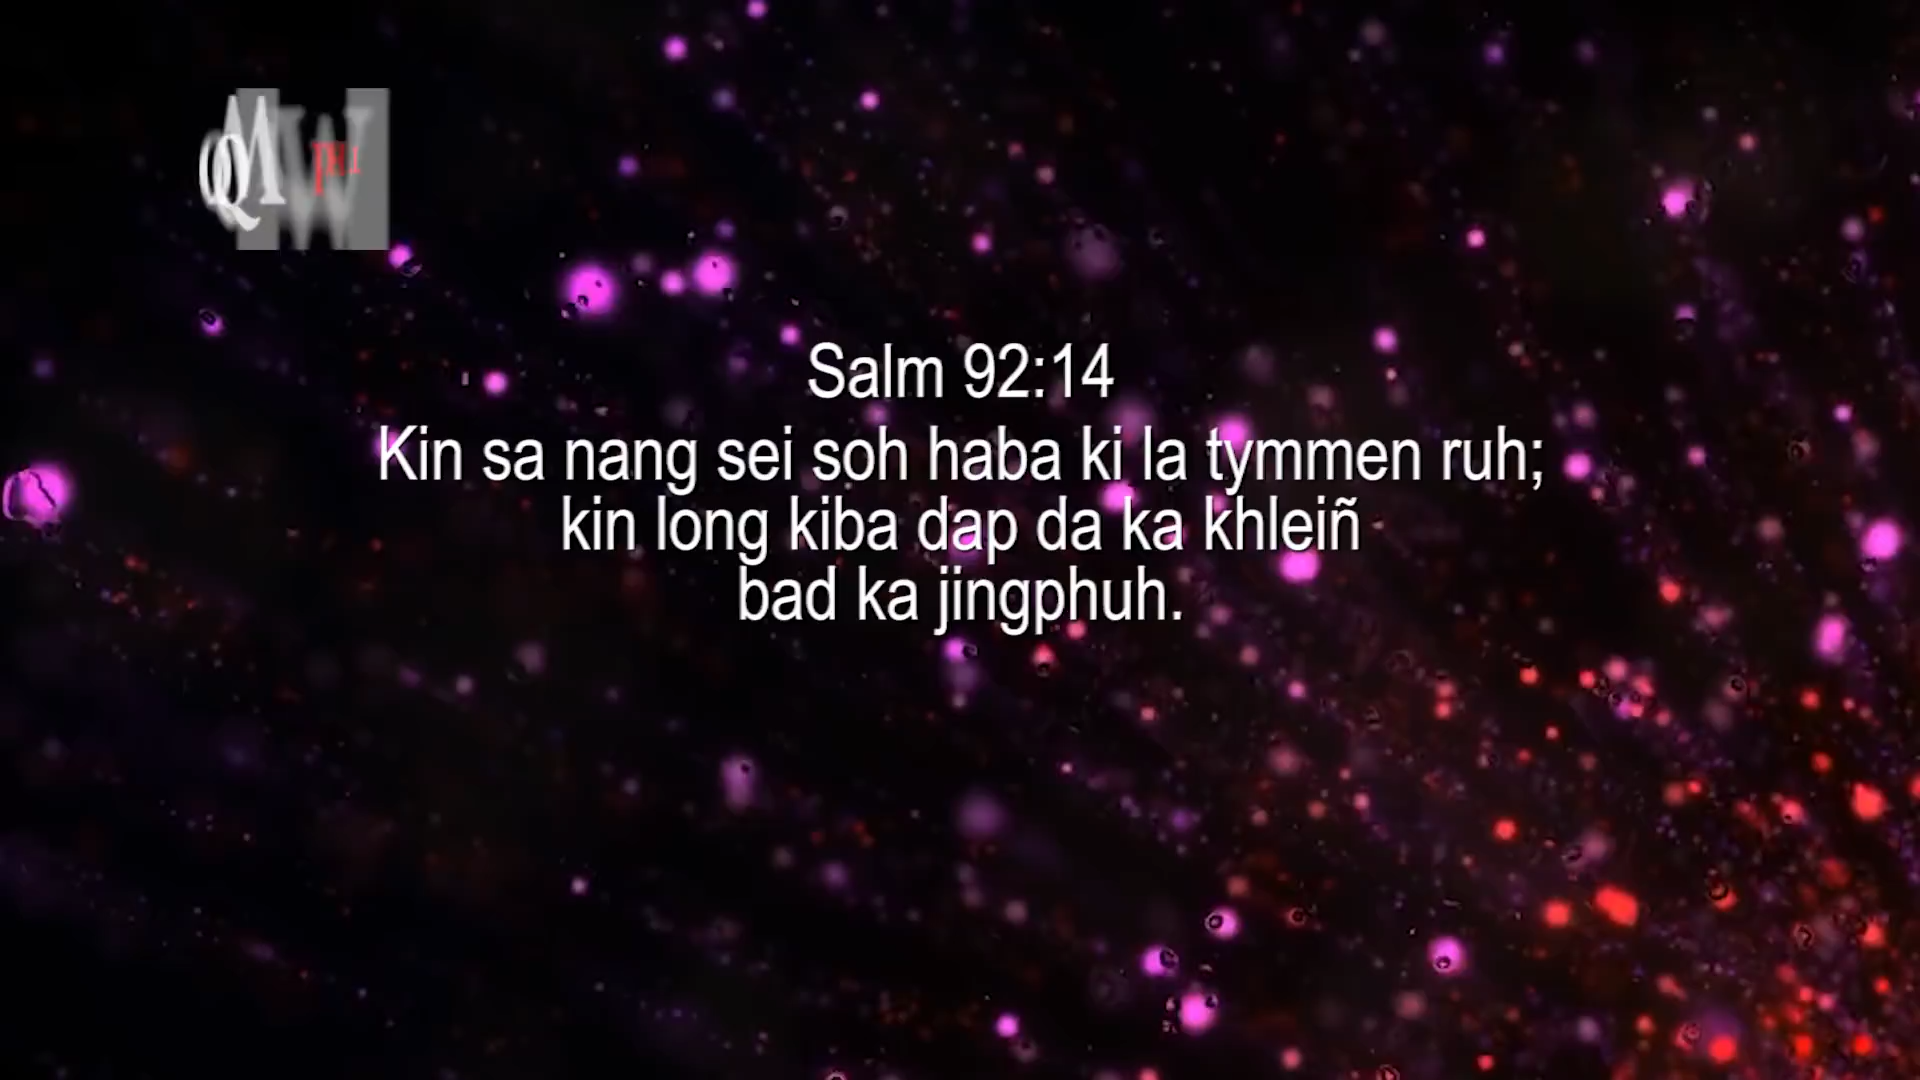 Salm 92:14
Kin sa nang sei soh haba ki la tymmen ruh;
kin long kiba dap da ka khleiñ
bad ka jingphuh.